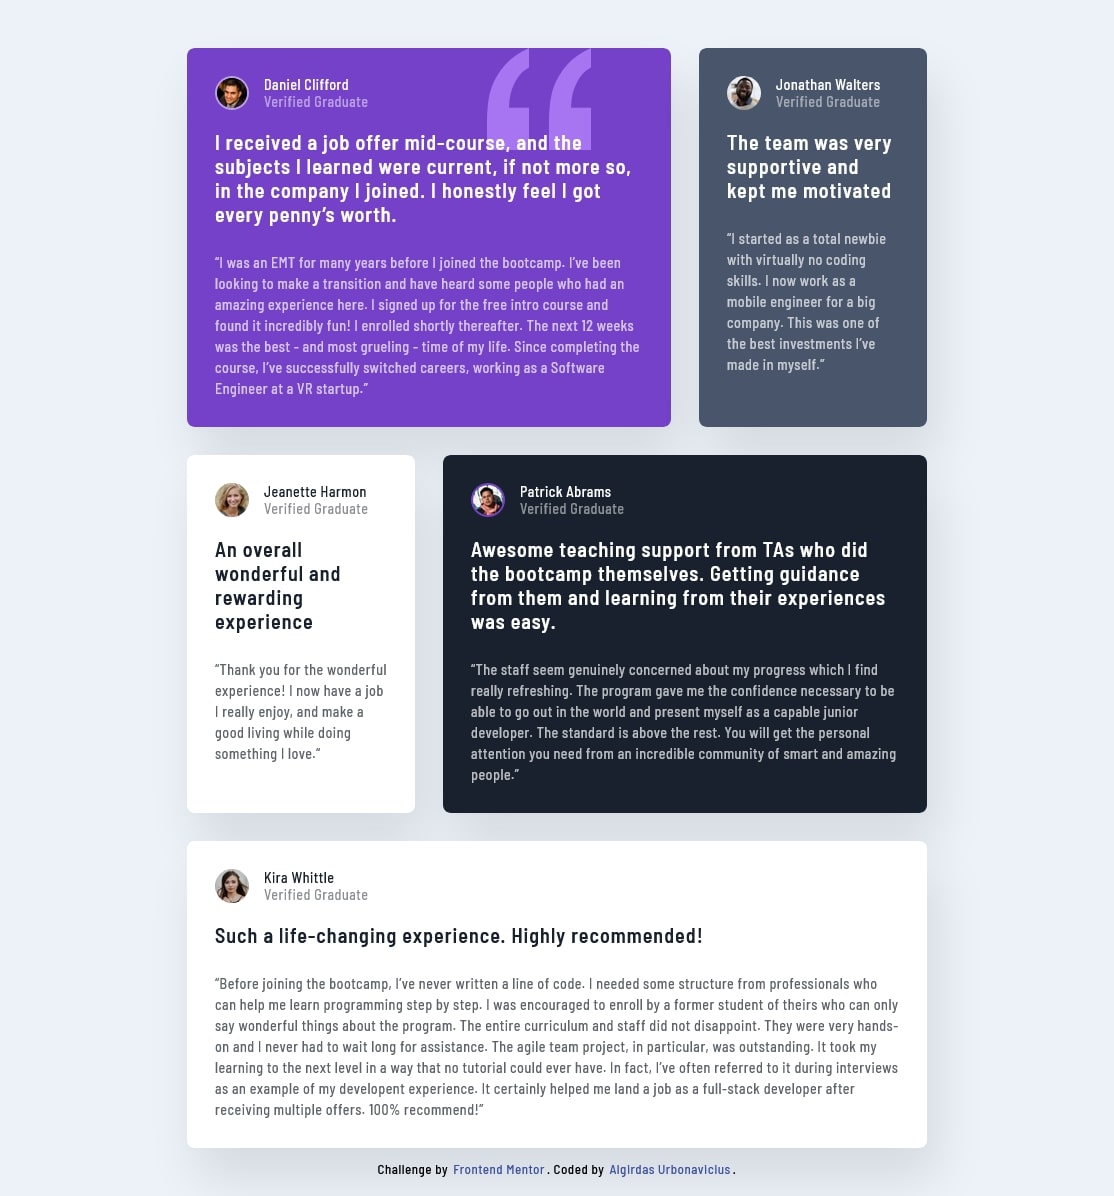 Daniel Clifford
Verified Graduate
I received a job offer mid-course, and the
subjects I learned were current, if not more so,
in the company I joined. I honestly feel I got
every penny’s worth.
“I was an EMT for many years before I joined the bootcamp. I’ve been
looking to make a transition and have heard some people who had an
amazing experience here. I signed up for the free intro course and
found it incredibly fun! I enrolled shortly thereafter. The next 12 weeks
was the best - and most grueling - time of my life. Since completing the
course, I’ve successfully switched careers, working as a Software
Engineer at a VR startup.”
Jonathan Walters
Verified Graduate
The team was very
supportive and
kept me motivated
“I started as a total newbie
with virtually no coding
skills. I now work as a
mobile engineer for a big
company. This was one of
the best investments I’ve
made in myself.”
Jeanette Harmon
Verified Graduate
An overall
wonderful and
rewarding
experience
“Thank you for the wonderful
experience! I now have a job
I really enjoy, and make a
good living while doing
something I love.”
Patrick Abrams
Verified Graduate
Awesome teaching support from TAs who did
the bootcamp themselves. Getting guidance
from them and learning from their experiences
was easy.
“The staff seem genuinely concerned about my progress which I find
really refreshing. The program gave me the confidence necessary to be
able to go out in the world and present myself as a capable junior
developer. The standard is above the rest. You will get the personal
attention you need from an incredible community of smart and amazing
people.”
Kira Whittle
Verified Graduate
Such a life-changing experience. Highly recommended!
“Before joining the bootcamp, I’ve never written a line of code. I needed some structure from professionals who
can help me learn programming step by step. I was encouraged to enroll by a former student of theirs who can only
say wonderful things about the program. The entire curriculum and staff did not disappoint. They were very hands-
on and I never had to wait long for assistance. The agile team project, in particular, was outstanding. It took my
learning to the next level in a way that no tutorial could ever have. In fact, I’ve often referred to it during interviews
as an example of my developent experience. It certainly helped me land a job as a full-stack developer after
receiving multiple offers. 100% recommend!”
Challenge by Frontend Mentor. Coded by Algirdas Urbonavicius.